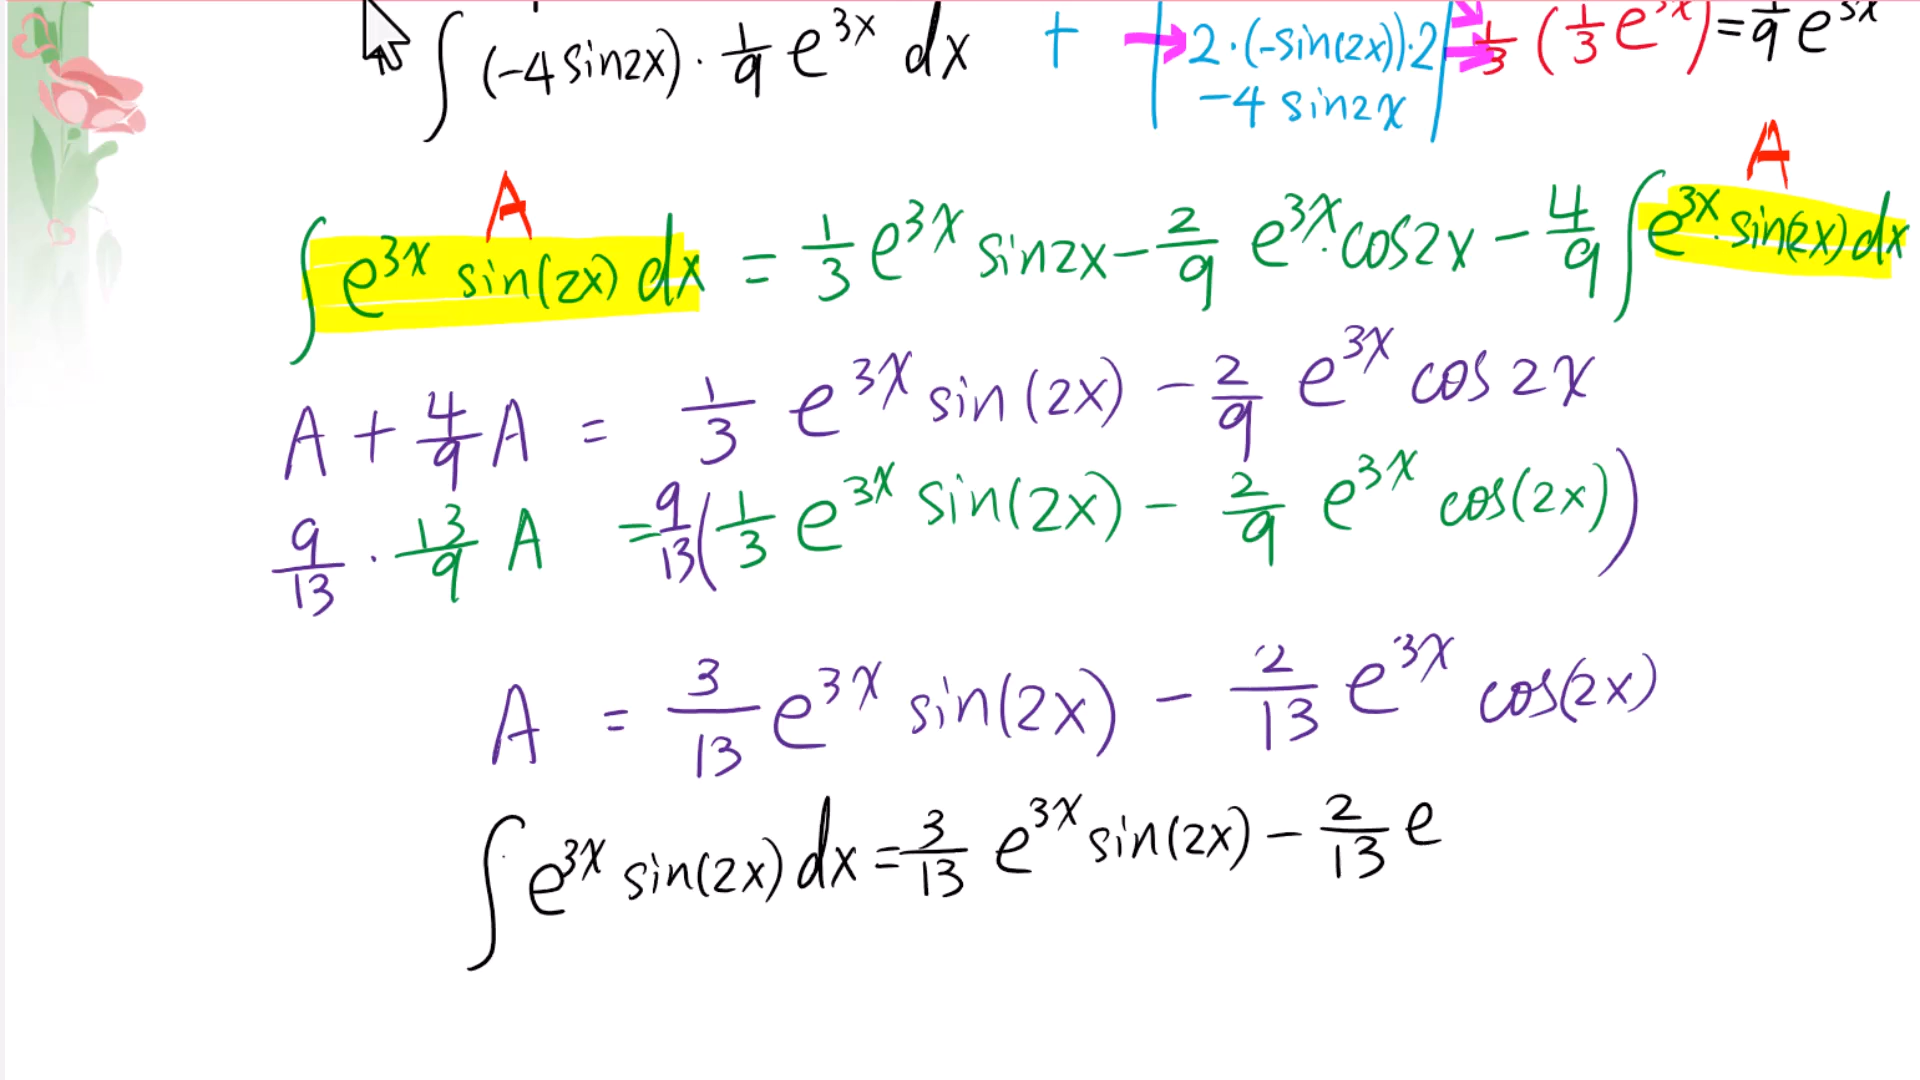 ∫ (-4 sin2x) · 1/9 e^{3x} dx + | 2·(-sin(2x))·2 | 1/3 (1/3 e^{3x}) = 1/9 e^{3x}
-4 sin2x
A A
∫ e^{3x} sin(2x) dx = 1/3 e^{3x} sin2x - 2/9 e^{3x}·cos2x - 4/9 ∫ e^{3x}·sin(2x) dx
A + 4/9 A = 1/3 e^{3x} sin(2x) - 2/9 e^{3x} cos 2x
9/13 · 13/9 A = 9/13 ( 1/3 e^{3x} sin(2x) - 2/9 e^{3x} cos(2x) )
A = 3/13 e^{3x} sin(2x) - 2/13 e^{3x} cos(2x)
∫ e^{3x} sin(2x) dx = 3/13 e^{3x} sin(2x) - 2/13 e